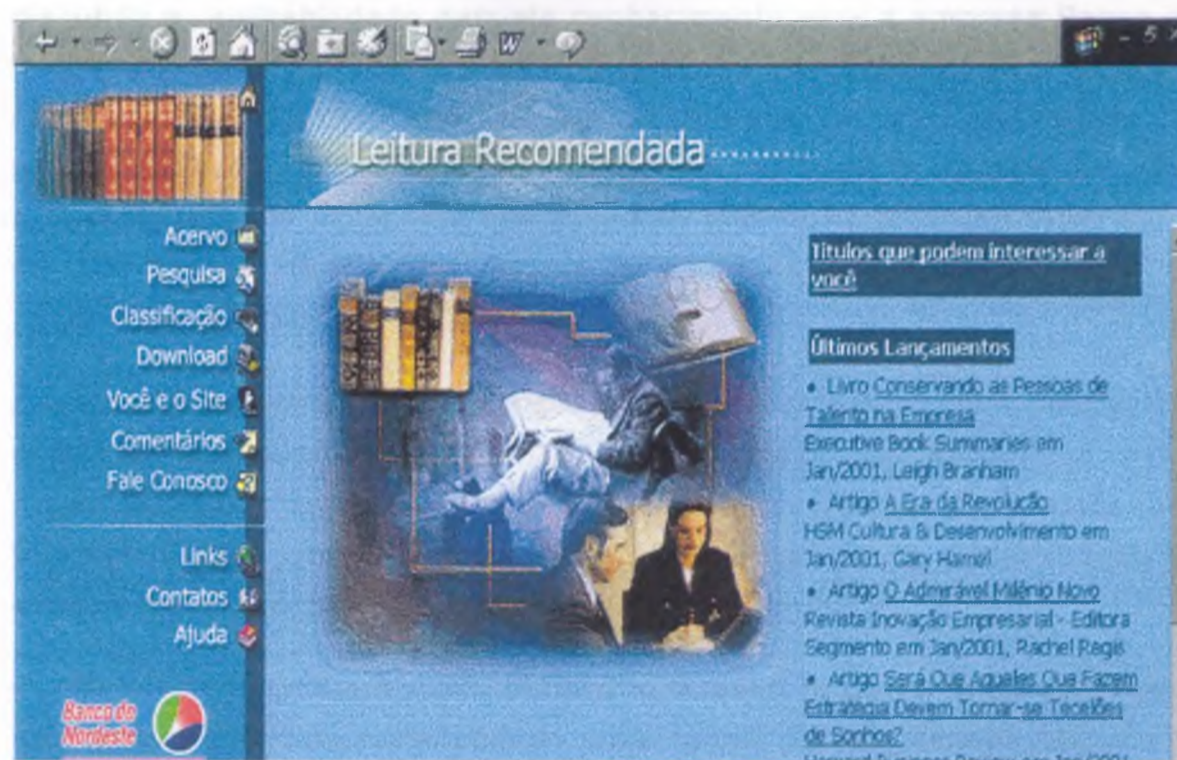 Leitura Recomendada
Acervo
Pesquisa
Classificação
Download
Você e o Site
Comentários
Fale Conosco
Links
Contatos
Ajuda
Banco do
Nordeste
Títulos que podem interessar a
você
Últimos Lançamentos
• Livro Conservando as Pessoas de
Talento na Empresa
Executive Book Summaries em
Jan/2001, Leigh Branham
• Artigo A Era da Revolução
HSM Cultura & Desenvolvimento em
Jan/2001, Gary Hamel
• Artigo O Admirável Milênio Novo
Revista Inovação Empresarial - Editora
Segmento em Jan/2001, Rachel Regis
• Artigo Será Que Aqueles Que Fazem
Estratégia Devem Tornar-se Tecelões
de Sonhos?